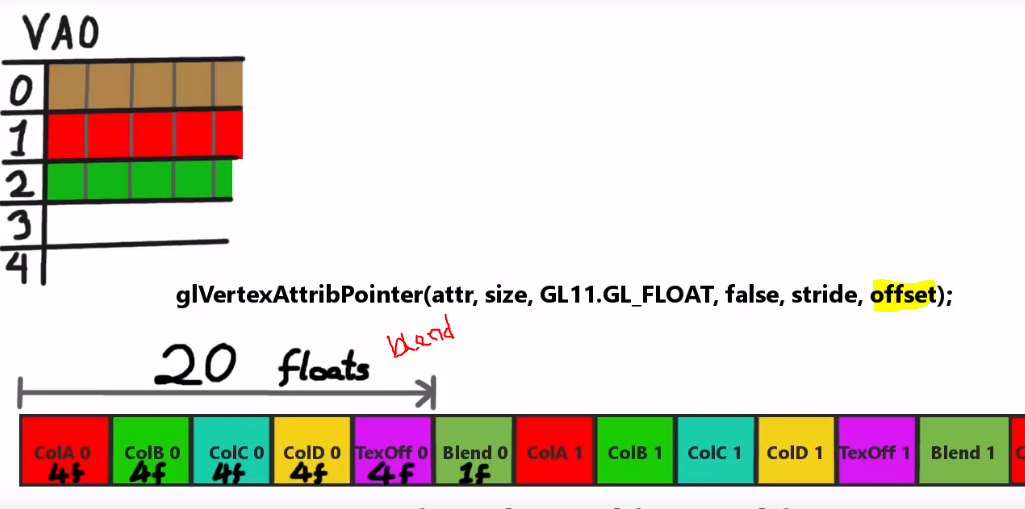 VAO
0
1
2
3
4
glVertexAttribPointer(attr, size, GL11.GL_FLOAT, false, stride, offset);
blend
20 floats
ColA 0 ColB 0 ColC 0 ColD 0 TexOff 0 Blend 0 ColA 1 ColB 1 ColC 1 ColD 1 TexOff 1 Blend 1 C
4f 4f 4f 4f 4f 1f